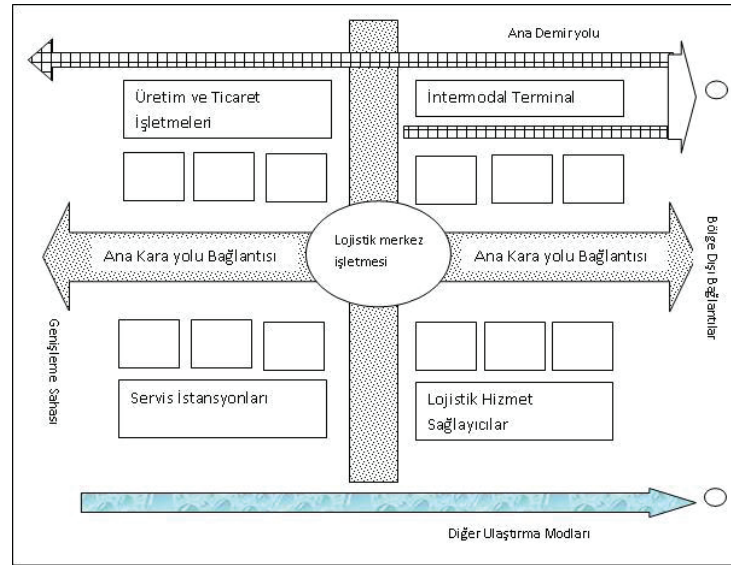 Ana Demir yolu
Üretim ve Ticaret
İşletmeleri
İntermodal Terminal
Ana Kara yolu Bağlantısı
Lojistik merkez
işletmesi
Ana Kara yolu Bağlantısı
Bölge Dışı Bağlantılar
Genişleme Sahası
Servis İstansyonları
Lojistik Hizmet
Sağlayıcılar
Diğer Ulaştırma Modları